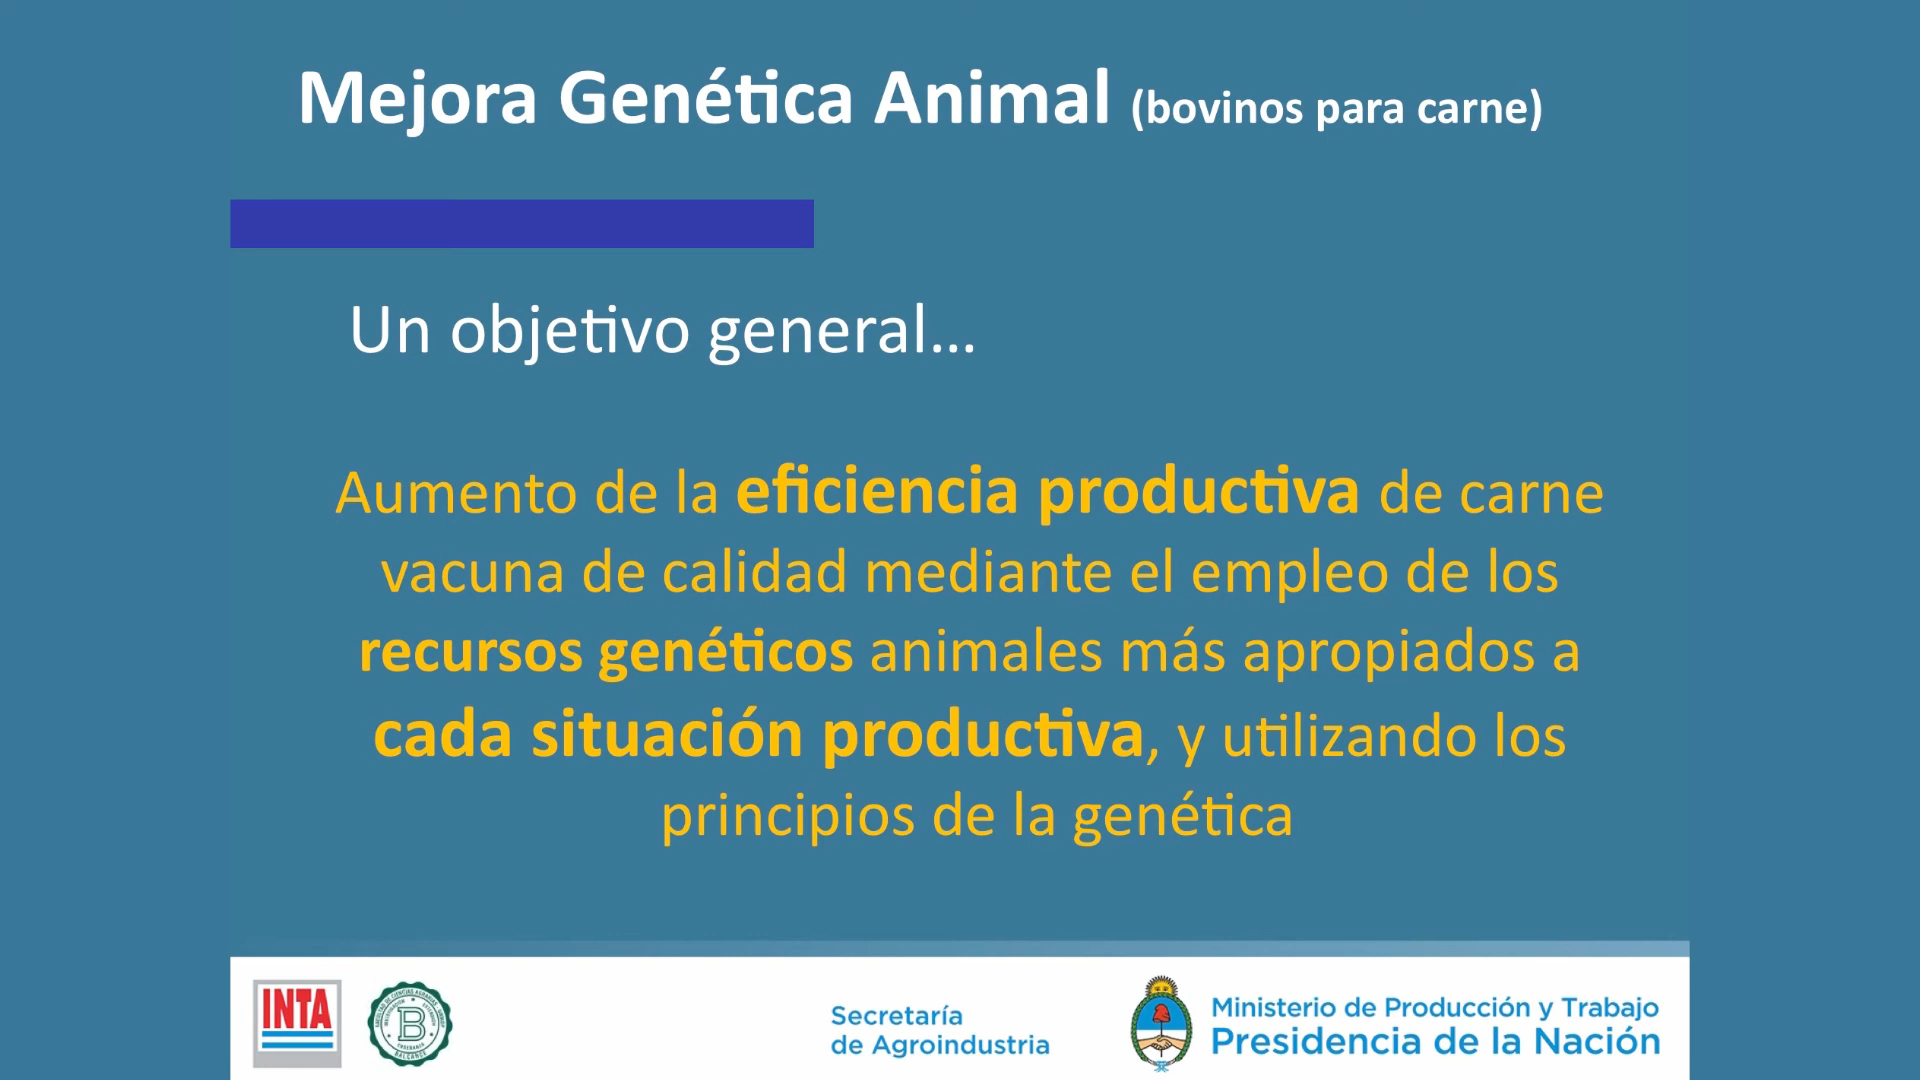 Mejora Genética Animal (bovinos para carne)
Un objetivo general...
Aumento de la eficiencia productiva de carne
vacuna de calidad mediante el empleo de los
recursos genéticos animales más apropiados a
cada situación productiva, y utilizando los
principios de la genética
INTA
B
BALCARCE
Secretaría
de Agroindustria
Ministerio de Producción y Trabajo
Presidencia de la Nación